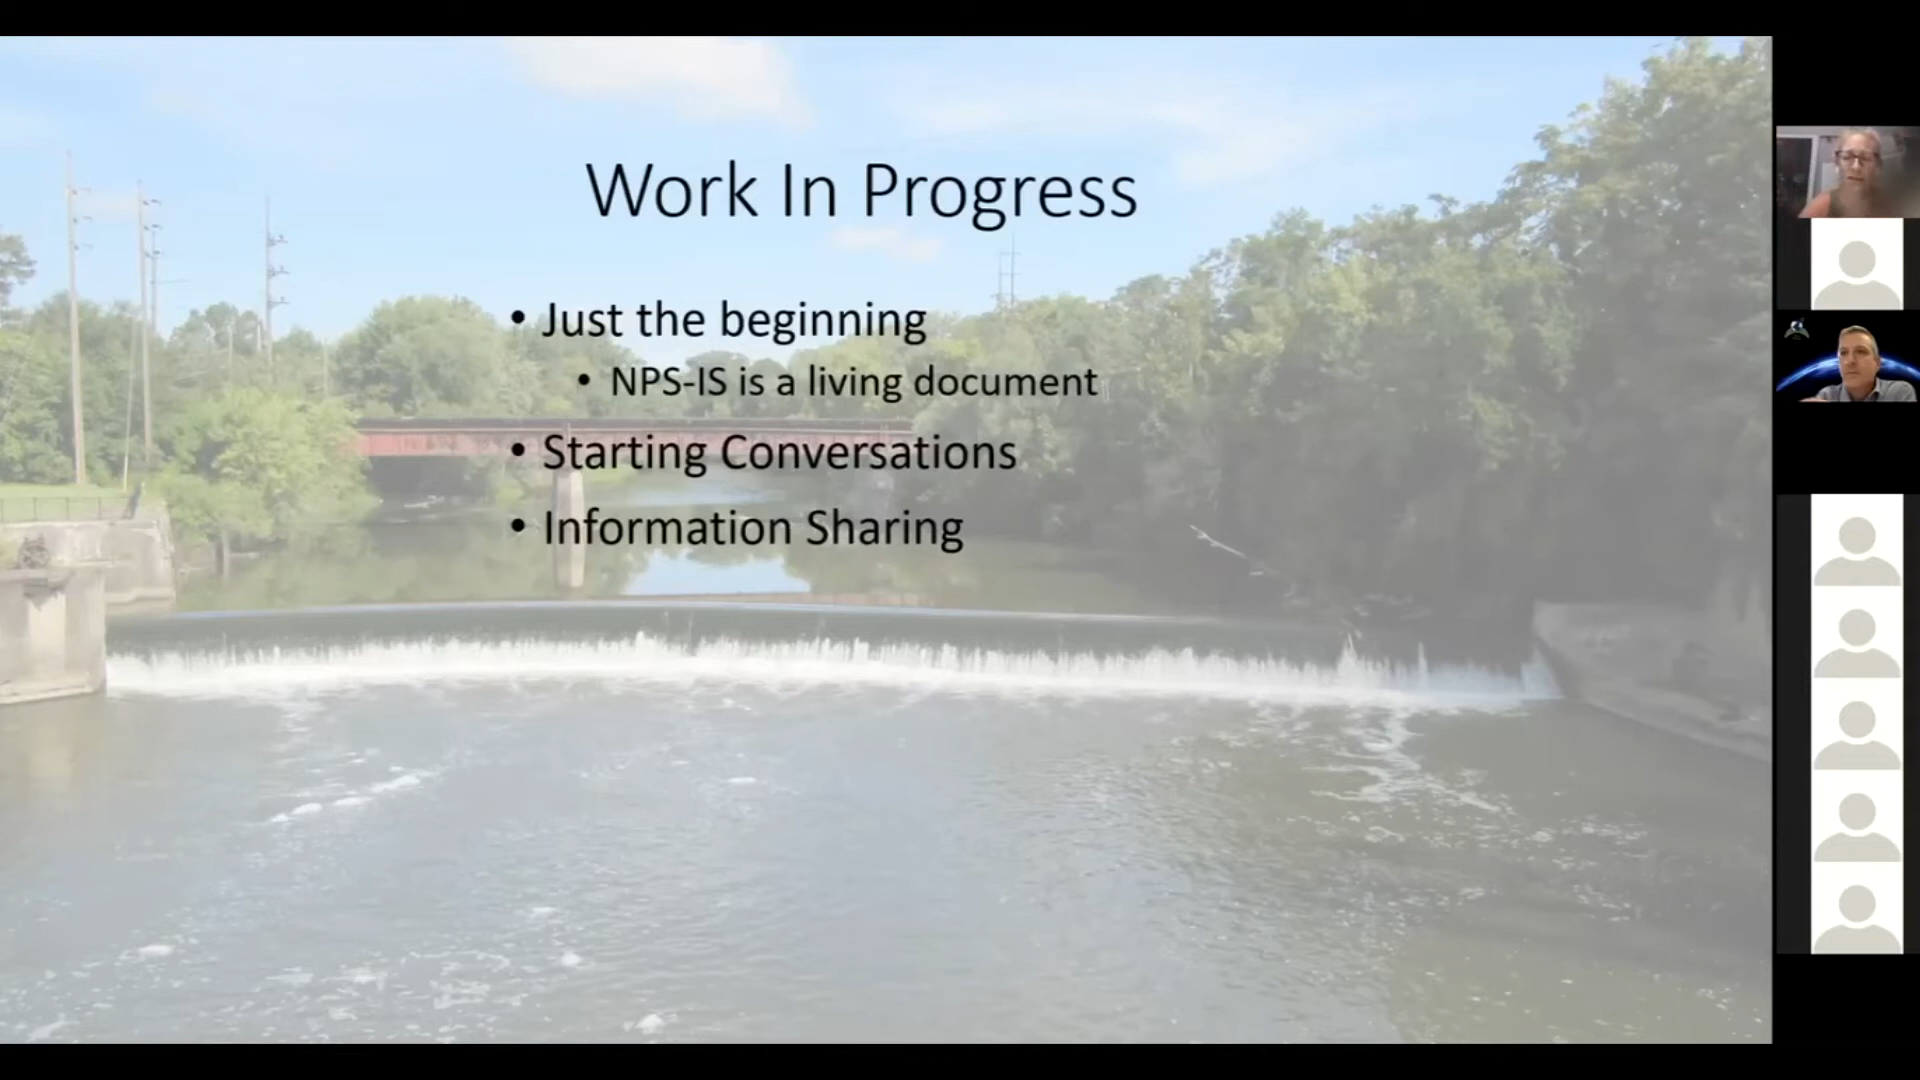 Work In Progress
• Just the beginning
• NPS-IS is a living document
• Starting Conversations
• Information Sharing